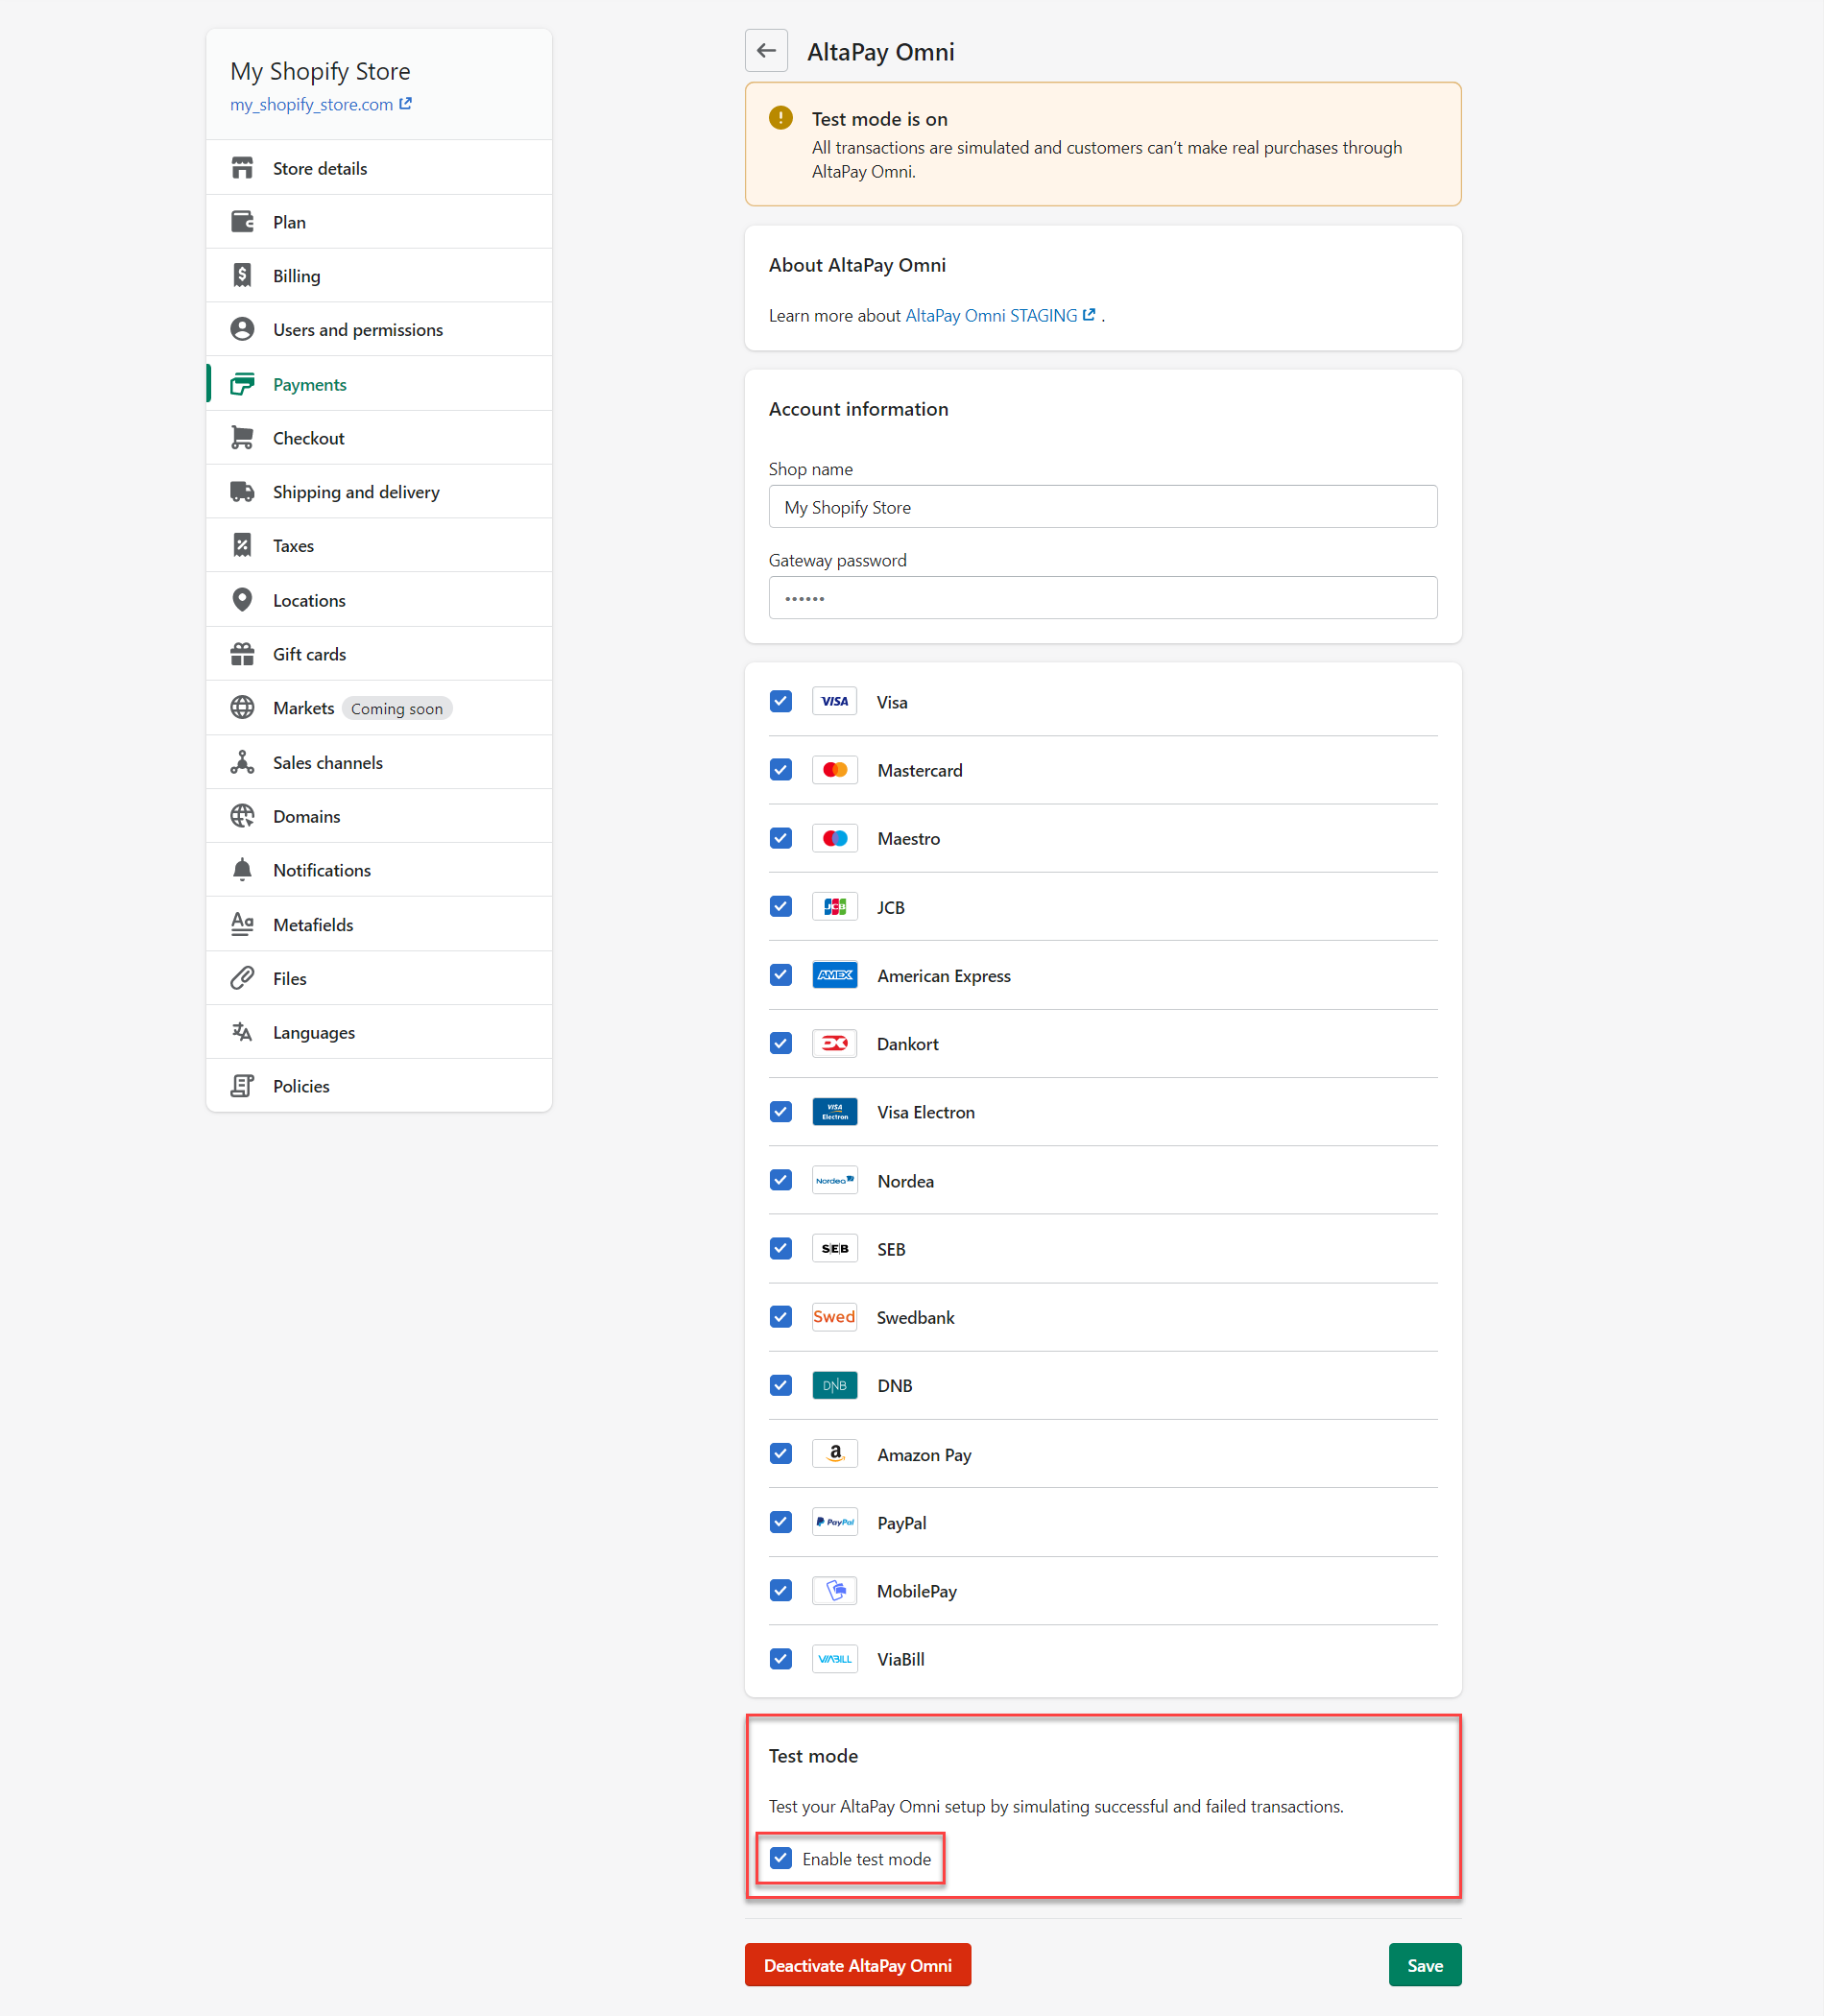 My Shopify Store
my_shopify_store.com
Store details
Plan
Billing
Users and permissions
Payments
Checkout
Shipping and delivery
Taxes
Locations
Gift cards
Markets Coming soon
Sales channels
Domains
Notifications
Metafields
Files
Languages
Policies
AltaPay Omni
Test mode is on
All transactions are simulated and customers can’t make real purchases through
AltaPay Omni.
About AltaPay Omni
Learn more about AltaPay Omni STAGING .
Account information
Shop name
My Shopify Store
Gateway password
••••••
VISA Visa
Mastercard
Maestro
JCB JCB
AMEX American Express
Dankort
VISA Electron Visa Electron
Nordea Nordea
SEB SEB
Swed Swedbank
DNB DNB
a Amazon Pay
PayPal PayPal
MobilePay
VIABILL ViaBill
Test mode
Test your AltaPay Omni setup by simulating successful and failed transactions.
Enable test mode
Deactivate AltaPay Omni
Save